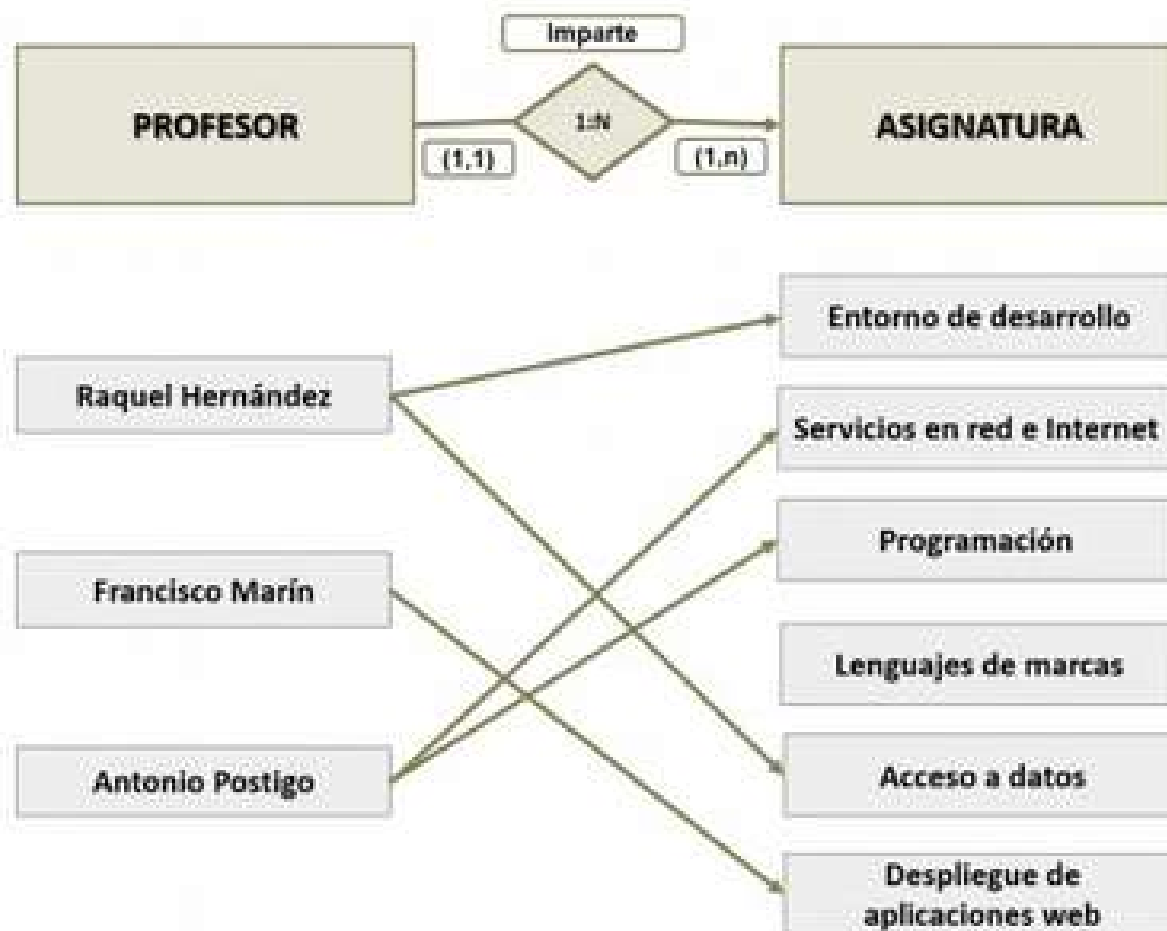 Imparte
PROFESOR
1:N
ASIGNATURA
(1,1)
(1,n)
Entorno de desarrollo
Raquel Hernández
Servicios en red e Internet
Programación
Francisco Marín
Lenguajes de marcas
Antonio Postigo
Acceso a datos
Despliegue de
aplicaciones web